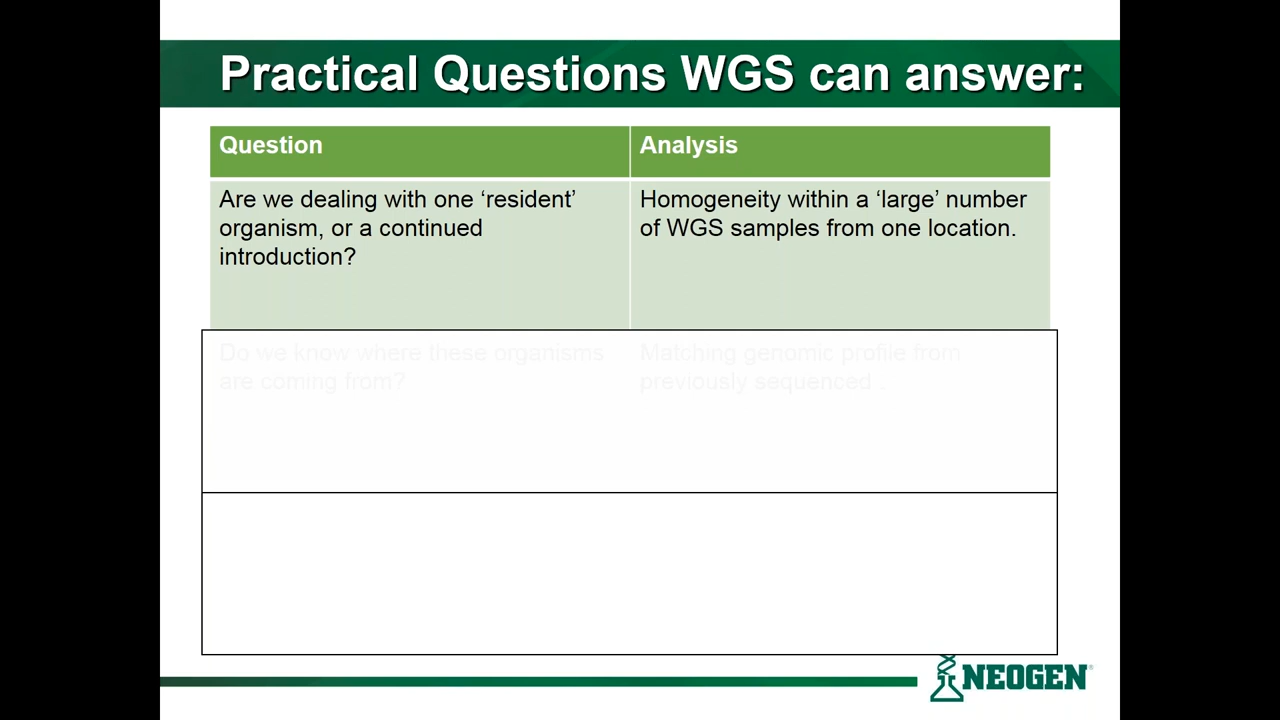 Practical Questions WGS can answer:
Question
Analysis
Are we dealing with one ‘resident’
organism, or a continued
introduction?
Homogeneity within a ‘large’ number
of WGS samples from one location.
Do we know where these organisms
are coming from?
Matching genomic profile from
previously sequenced .
NEOGEN®